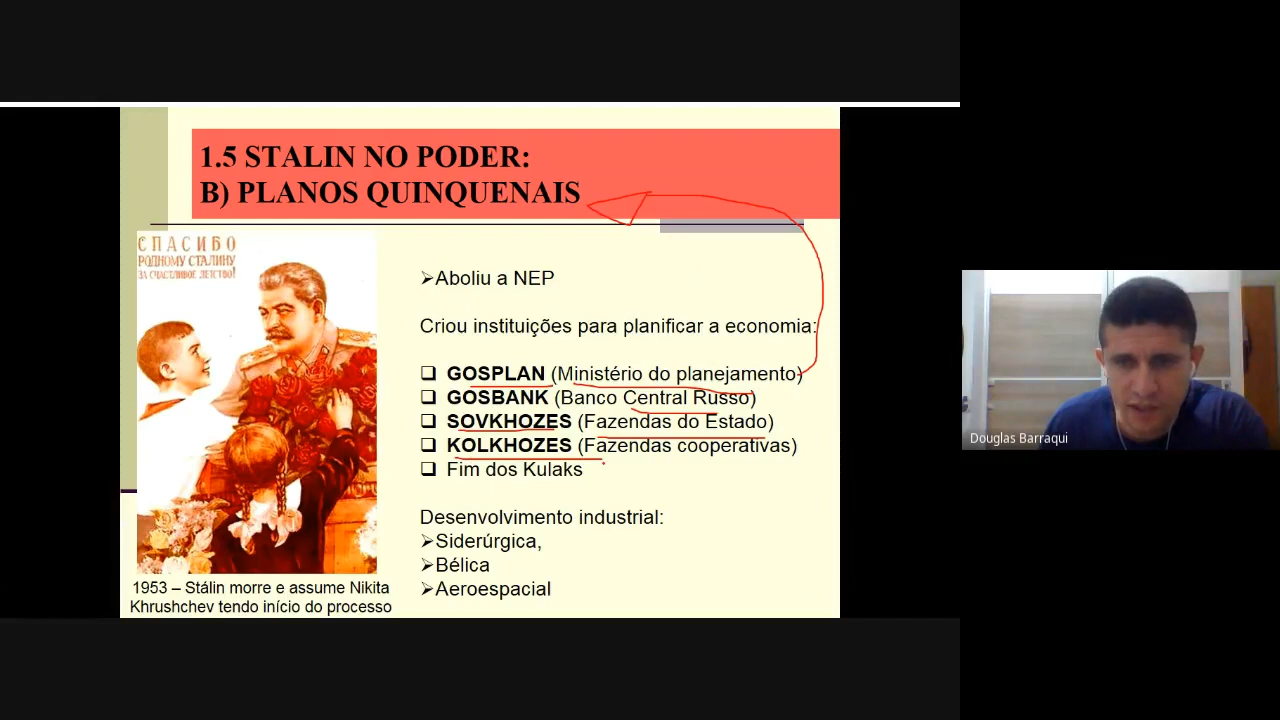 1.5 STALIN NO PODER:
B) PLANOS QUINQUENAIS
СПАСИБО
РОДНОМУ СТАЛИНУ
ЗА СЧАСТЛИВОЕ ДЕТСТВО!
➢Aboliu a NEP
Criou instituições para planificar a economia:
❑ GOSPLAN (Ministério do planejamento)
❑ GOSBANK (Banco Central Russo)
❑ SOVKHOZES (Fazendas do Estado)
❑ KOLKHOZES (Fazendas cooperativas)
❑ Fim dos Kulaks
Desenvolvimento industrial:
➢Siderúrgica,
➢Bélica
➢Aeroespacial
1953 – Stálin morre e assume Nikita
Khrushchev tendo início do processo
Douglas Barraqui